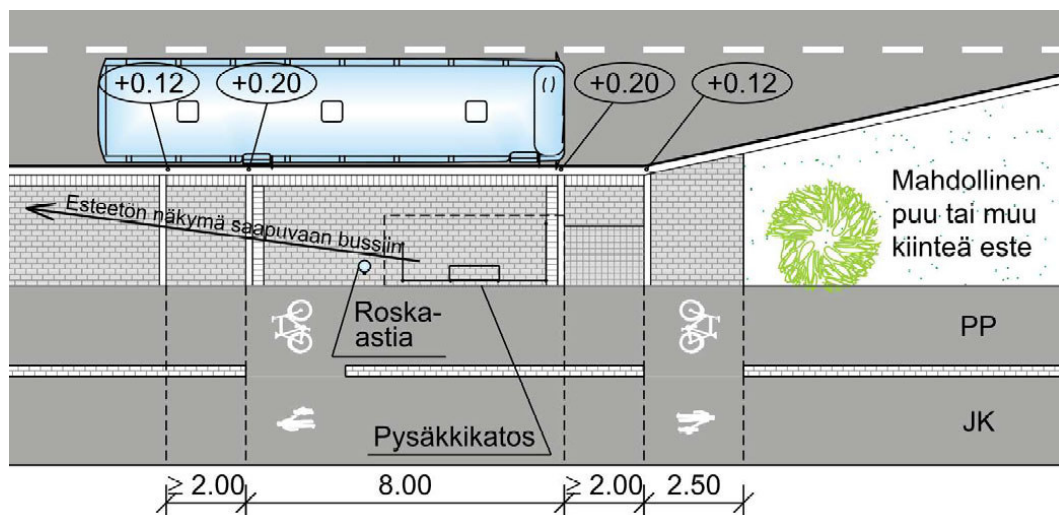 +0.12
+0.20
+0.20
+0.12
Esteetön näkymä saapuvaan bussiin
Mahdollinen
puu tai muu
kiinteä este
Roska-
astia
PP
Pysäkkikatos
JK
≥ 2.00
8.00
≥ 2.00
2.50